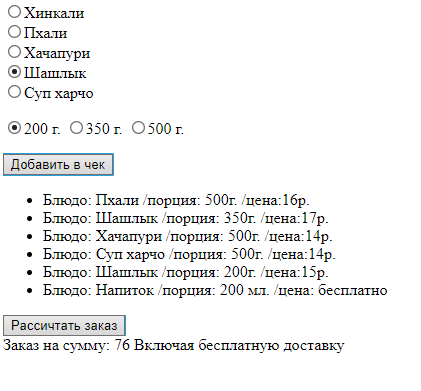 Хинкали
Пхали
Хачапури
Шашлык
Суп харчо
200 г. 350 г. 500 г.
Добавить в чек
Блюдо: Пхали /порция: 500г. /цена:16р.
Блюдо: Шашлык /порция: 350г. /цена:17р.
Блюдо: Хачапури /порция: 500г. /цена:14р.
Блюдо: Суп харчо /порция: 500г. /цена:14р.
Блюдо: Шашлык /порция: 200г. /цена:15р.
Блюдо: Напиток /порция: 200 мл. /цена: бесплатно
Рассичтать заказ
Заказ на сумму: 76 Включая бесплатную доставку